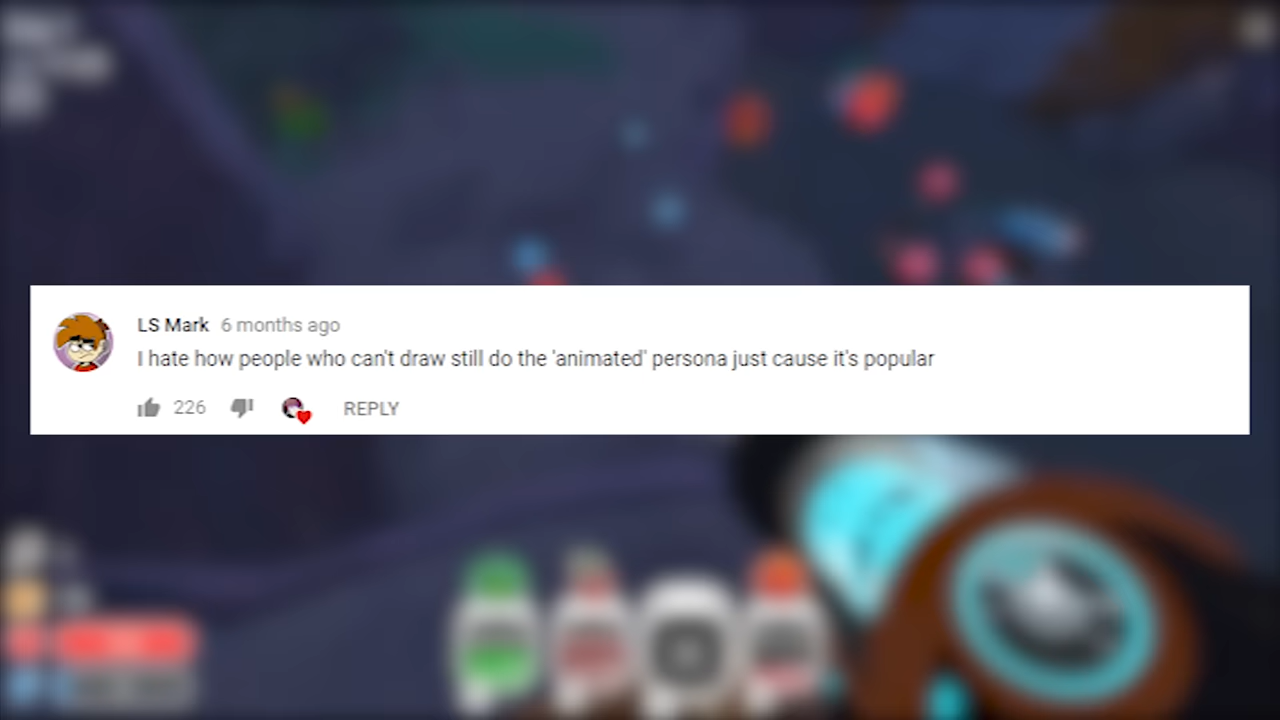 LS Mark 6 months ago
I hate how people who can't draw still do the 'animated' persona just cause it's popular
226 REPLY